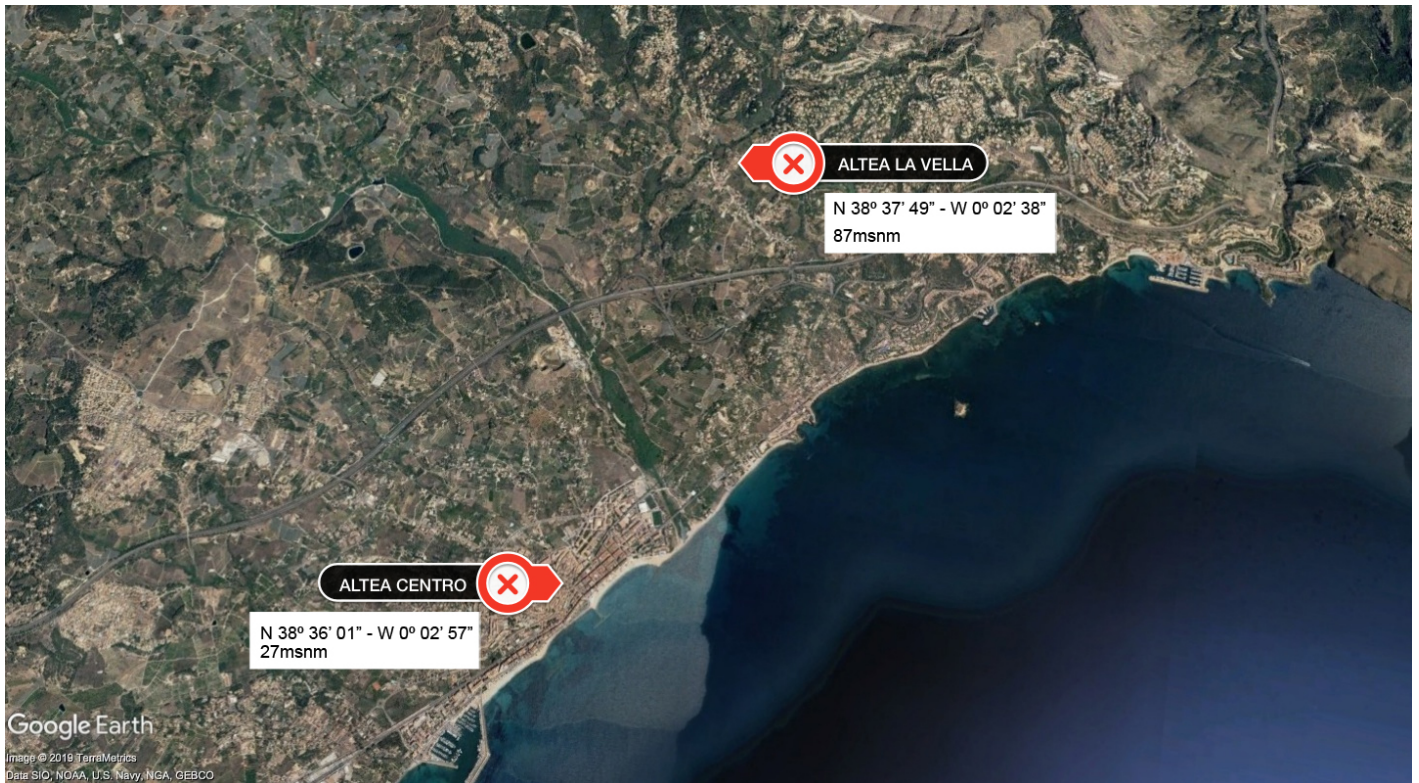 ALTEA LA VELLA
N 38º 37’ 49” - W 0º 02’ 38”
87msnm
ALTEA CENTRO
N 38º 36’ 01” - W 0º 02’ 57”
27msnm
Google Earth
Image © 2019 TerraMetrics
Data SIO, NOAA, U.S. Navy, NGA, GEBCO